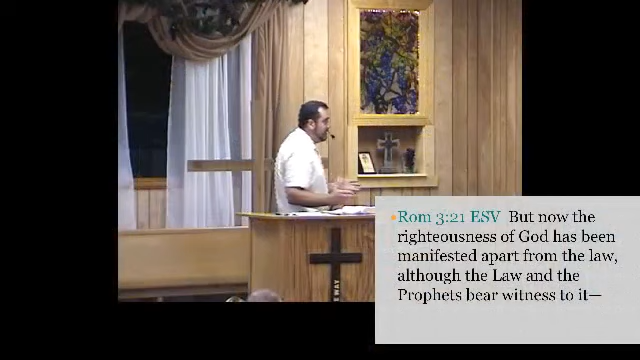 Rom 3:21 ESV But now the
righteousness of God has been
manifested apart from the law,
although the Law and the
Prophets bear witness to it—
E WAY